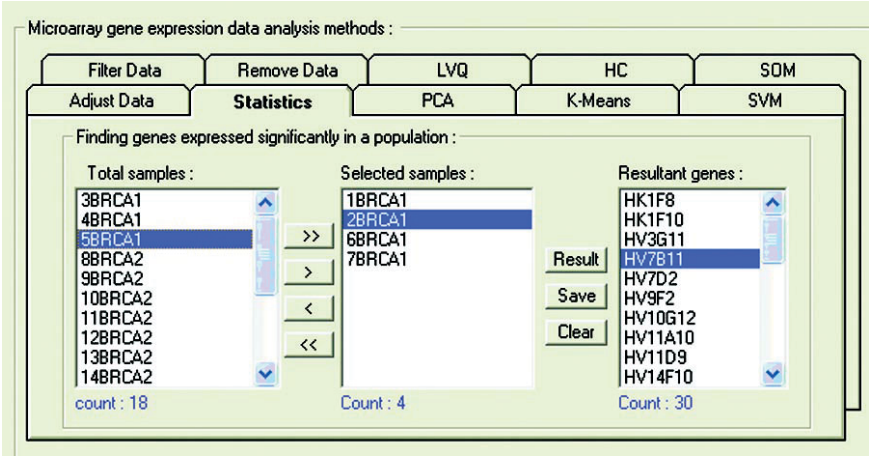 Microarray gene expression data analysis methods :
Filter Data Remove Data LVQ HC SOM
Adjust Data Statistics PCA K-Means SVM
Finding genes expressed significantly in a population :
Total samples : Selected samples : Resultant genes :
3BRCA1 1BRCA1 HK1F8
4BRCA1 2BRCA1 HK1F10
5BRCA1 >> 6BRCA1 HV3G11
8BRCA2 7BRCA1 Result HV7B11
9BRCA2 > HV7D2
10BRCA2 Save HV9F2
11BRCA2 < HV10G12
12BRCA2 Clear HV11A10
13BRCA2 << HV11D9
14BRCA2 HV14F10
count : 18 Count : 4 Count : 30